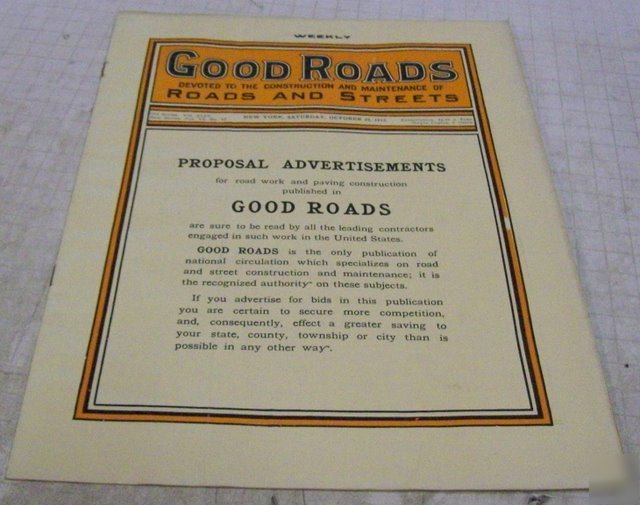 WEEKLY
GOOD ROADS
DEVOTED TO THE CONSTRUCTION AND MAINTENANCE OF
ROADS AND STREETS
NEW YORK, SATURDAY, OCTOBER
PROPOSAL ADVERTISEMENTS
for road work and paving construction
published in
GOOD ROADS
are sure to be read by all the leading contractors
engaged in such work in the United States.
GOOD ROADS is the only publication of
national circulation which specializes on road
and street construction and maintenance; it is
the recognized authority on these subjects.
If you advertise for bids in this publication
you are certain to secure more competition,
and, consequently, effect a greater saving to
your state, county, township or city than is
possible in any other way.